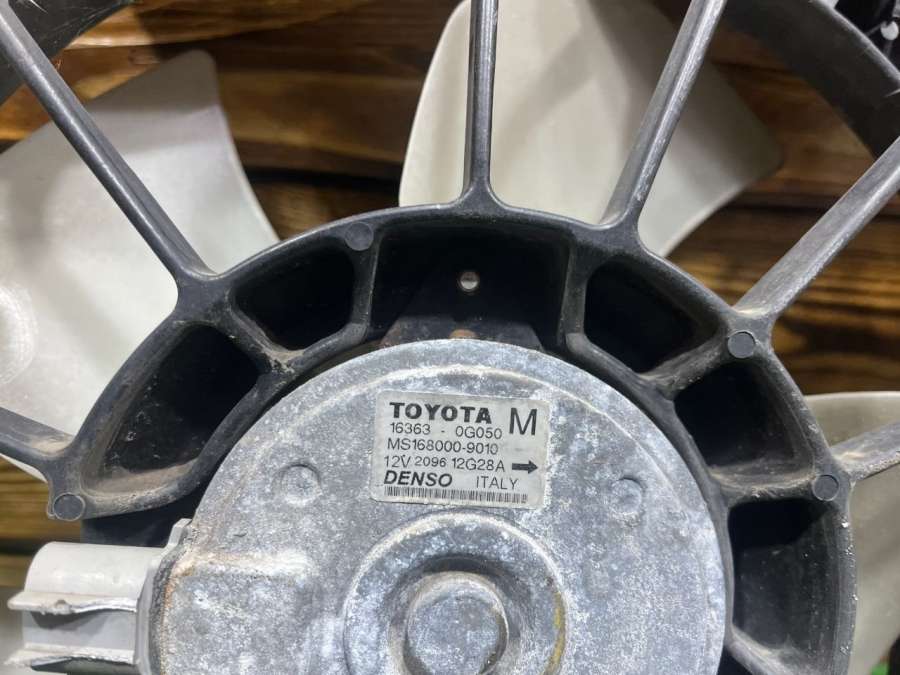 TOYOTA M
16363 - 0G050
MS168000-9010
12V 2096 12G28A →
DENSO ITALY